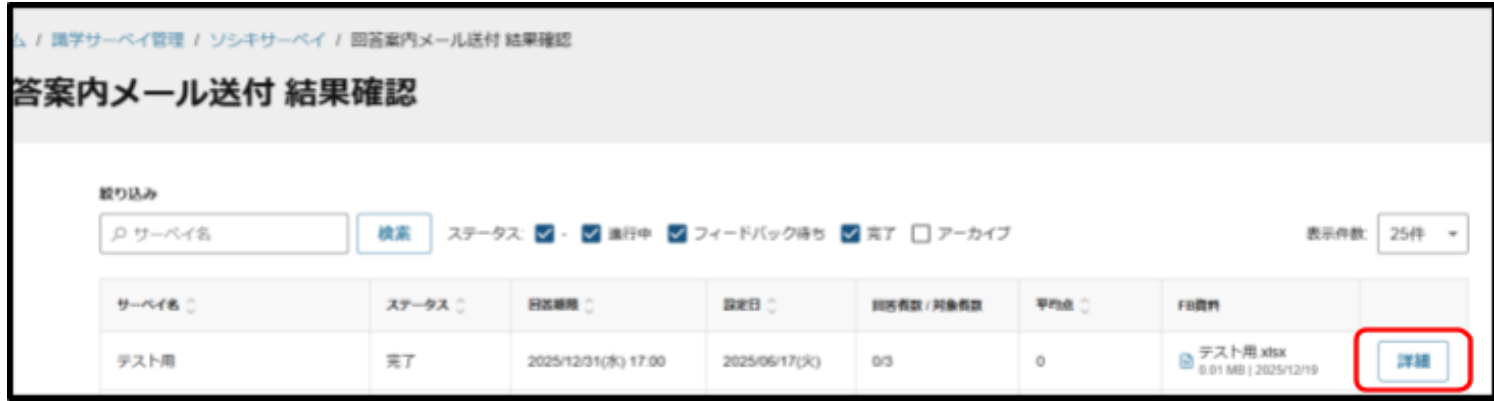 ム / 識学サーベイ管理 / ソシキサーベイ / 回答案内メール送付 結果確認
答案内メール送付 結果確認
絞り込み
サーベイ名 検索 ステータス: - 進行中 フィードバック待ち 完了 アーカイブ 表示件数: 25件
サーベイ名 ステータス 回答期限 設定日 回答者数 / 対象者数 平均点 FB資料
テスト用 完了 2025/12/31(水) 17:00 2025/06/17(火) 0/3 0 テスト用.xlsx 詳細
0.01 MB | 2025/12/19